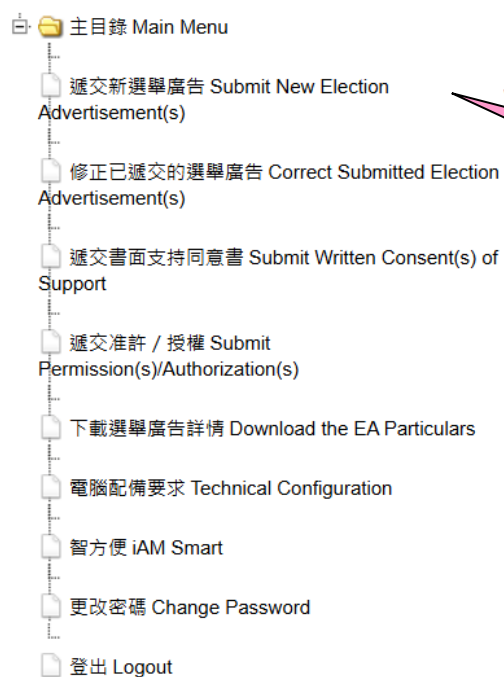 主目錄 Main Menu
遞交新選舉廣告 Submit New Election
Advertisement(s)
修正已遞交的選舉廣告 Correct Submitted Election
Advertisement(s)
遞交書面支持同意書 Submit Written Consent(s) of
Support
遞交准許 / 授權 Submit
Permission(s)/Authorization(s)
下載選舉廣告詳情 Download the EA Particulars
電腦配備要求 Technical Configuration
智方便 iAM Smart
更改密碼 Change Password
登出 Logout